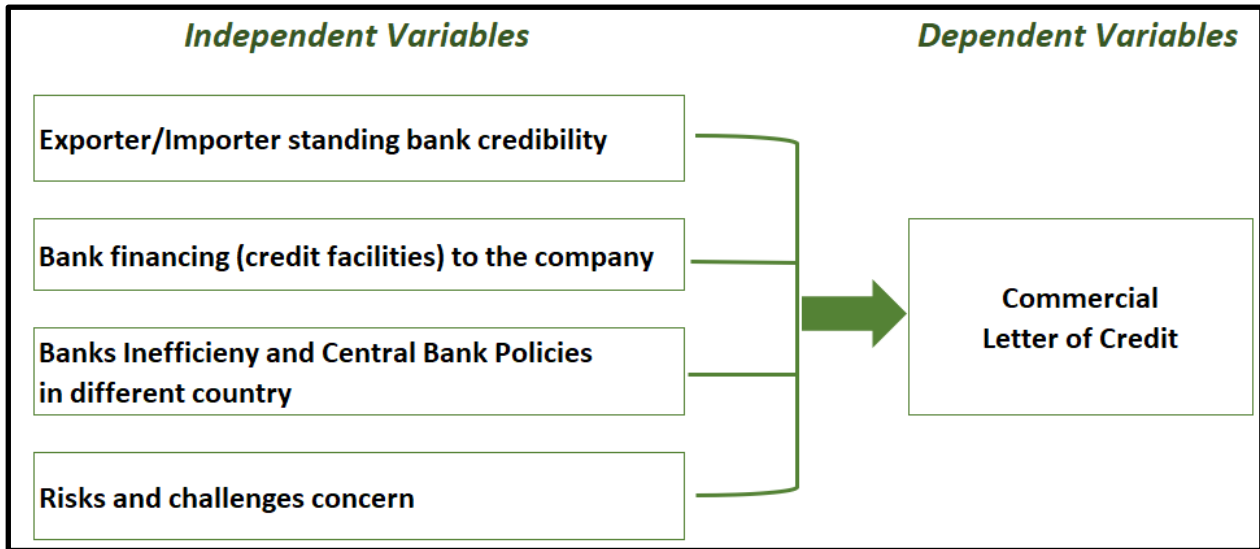 Independent Variables
Dependent Variables
Exporter/Importer standing bank credibility
Bank financing (credit facilities) to the company
Banks Inefficieny and Central Bank Policies
in different country
Risks and challenges concern
Commercial
Letter of Credit